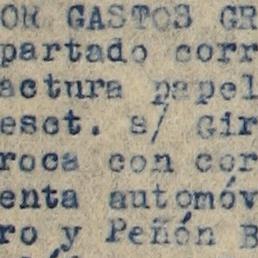 OR GASTOS GR
partado corr
actura papel
esct. s/ Gir
roca con cor
enta automóv
ro y Peñón B